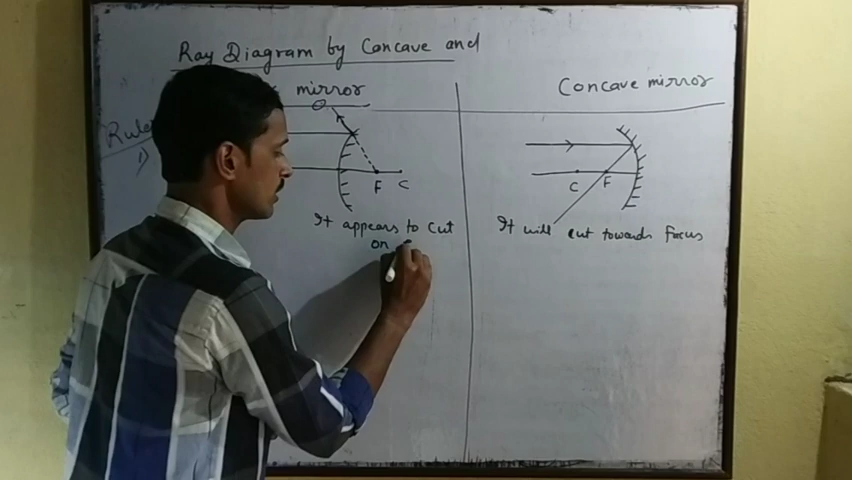 Ray Diagram by Concave and
mirror
Concave mirror
Rule
1)
F C
C F
It appears to cut
on
It will cut towards focus